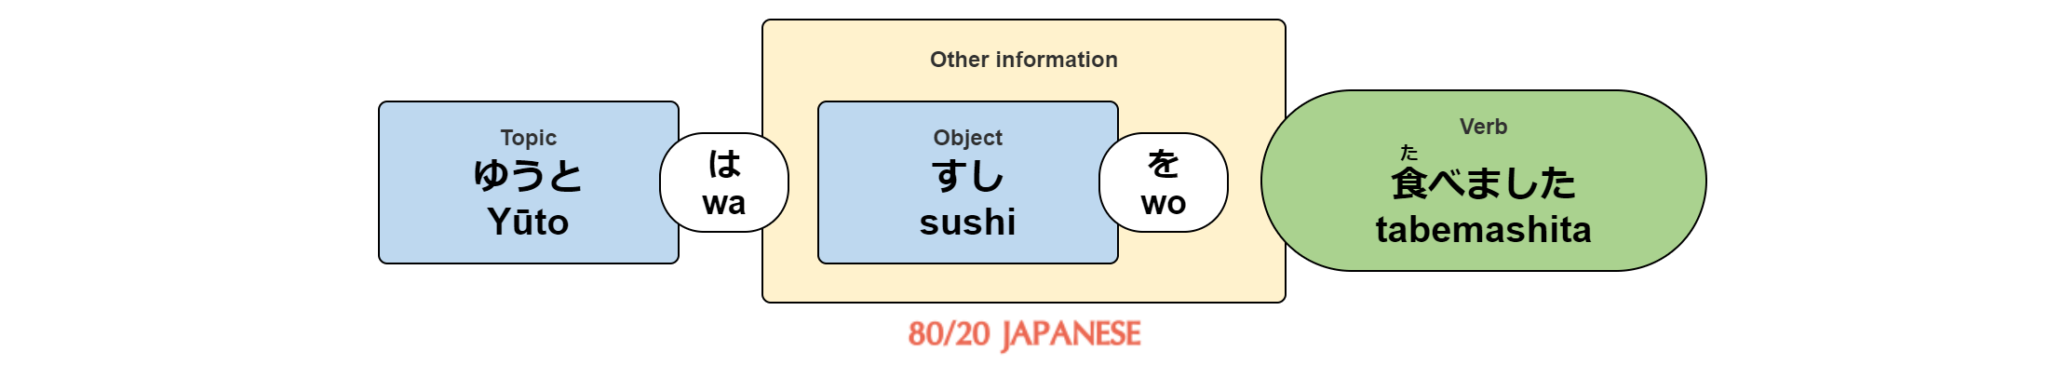 Other information
Topic
ゆうと
Yūto
は
wa
Object
すし
sushi
を
wo
Verb
た
食べました
tabemashita
80/20 JAPANESE